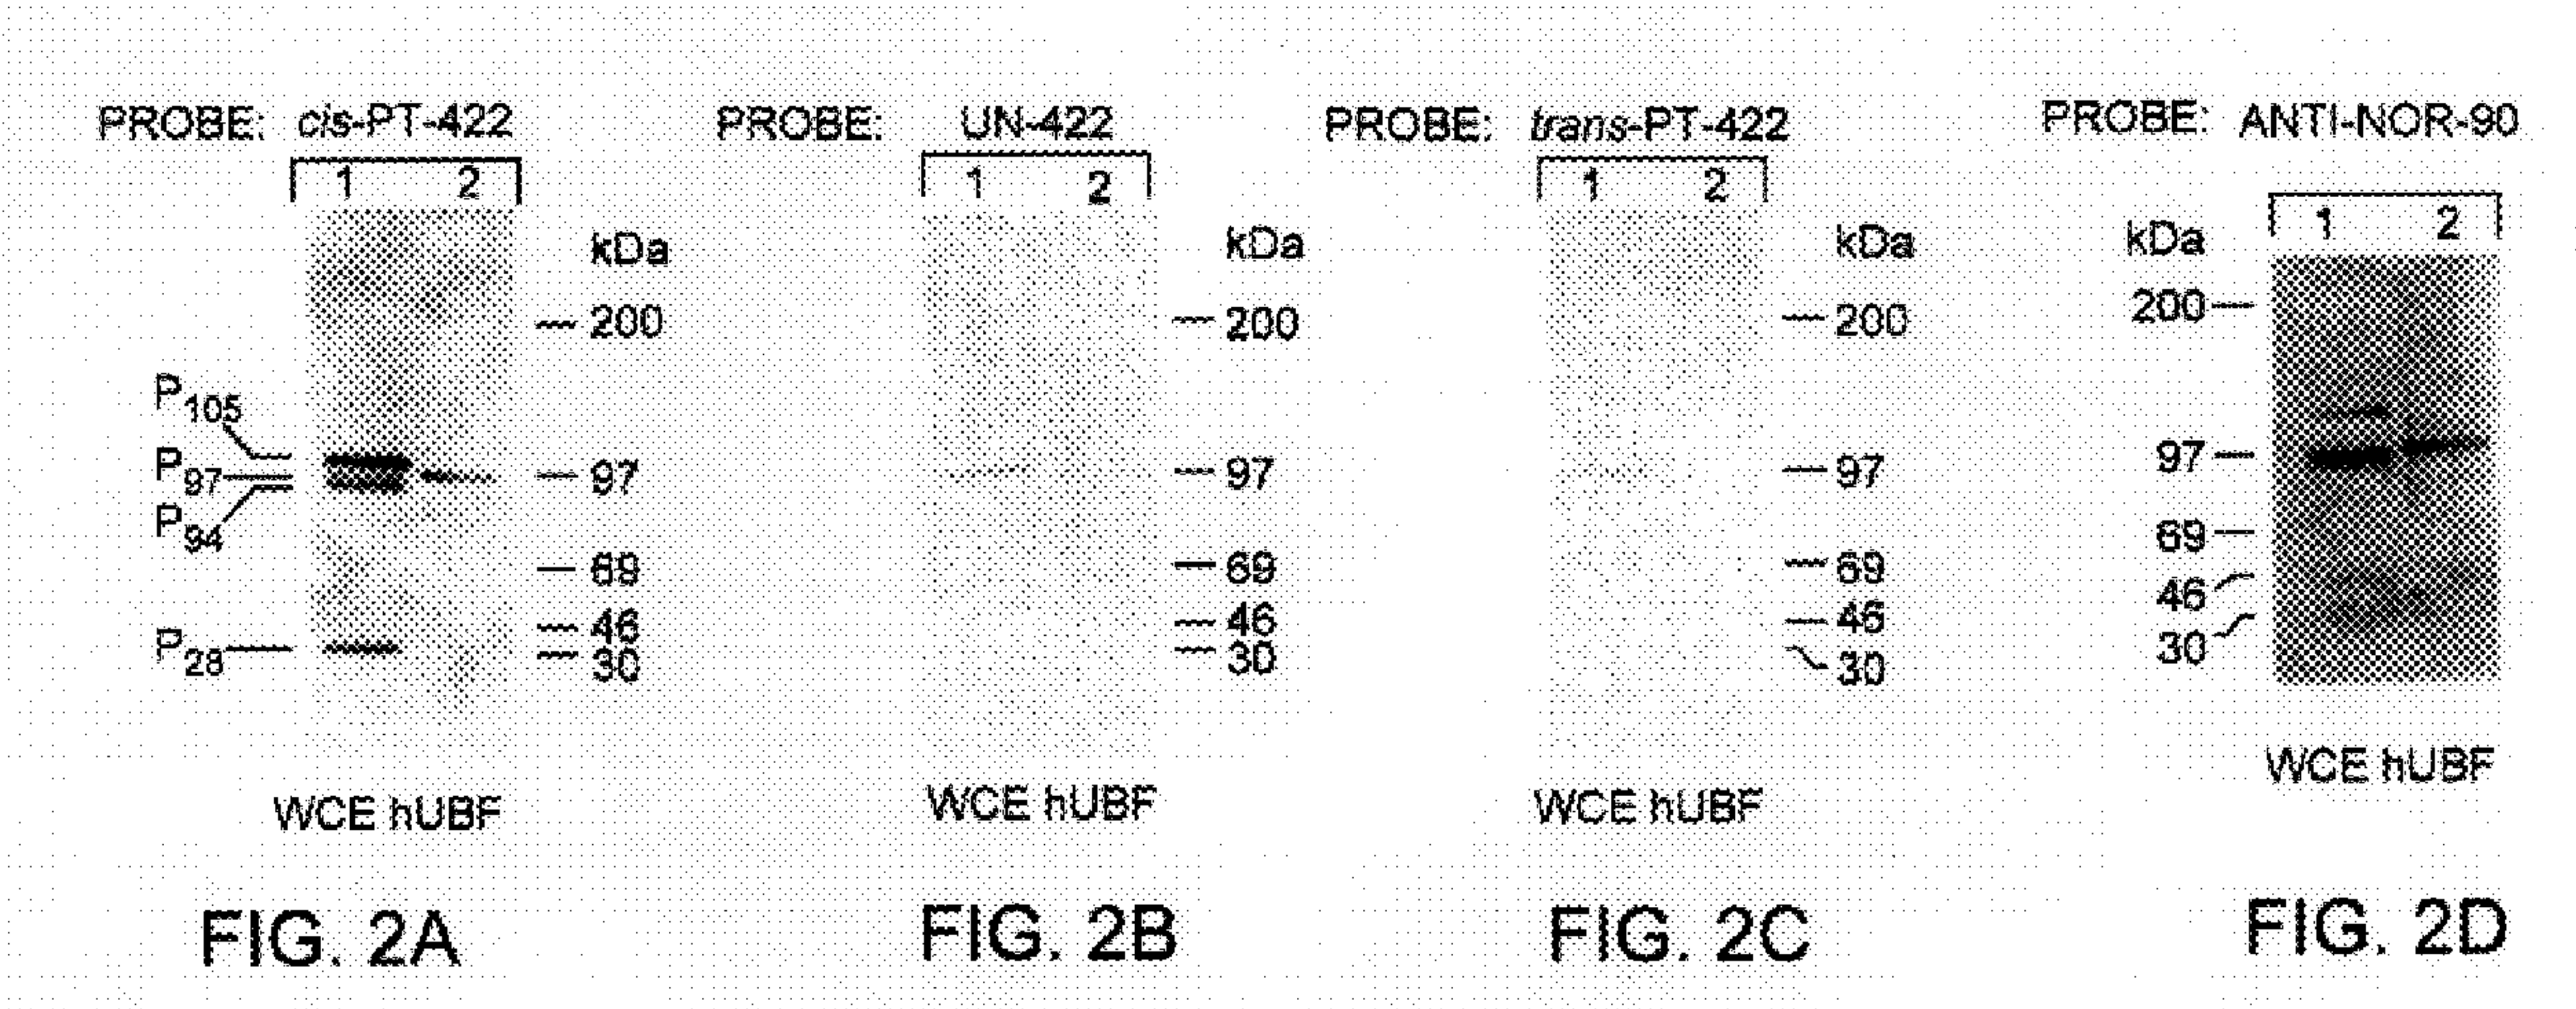 PROBE: cis-PT-422
1 2
kDa
200
P105
P97
P94
P28
97
69
46
30
WCE hUBF
FIG. 2A
PROBE: UN-422
1 2
kDa
200
97
69
46
30
WCE hUBF
FIG. 2B
PROBE: trans-PT-422
1 2
kDa
200
97
69
46
30
WCE hUBF
FIG. 2C
PROBE: ANTI-NOR-90
1 2
kDa
200
97
69
46
30
WCE hUBF
FIG. 2D